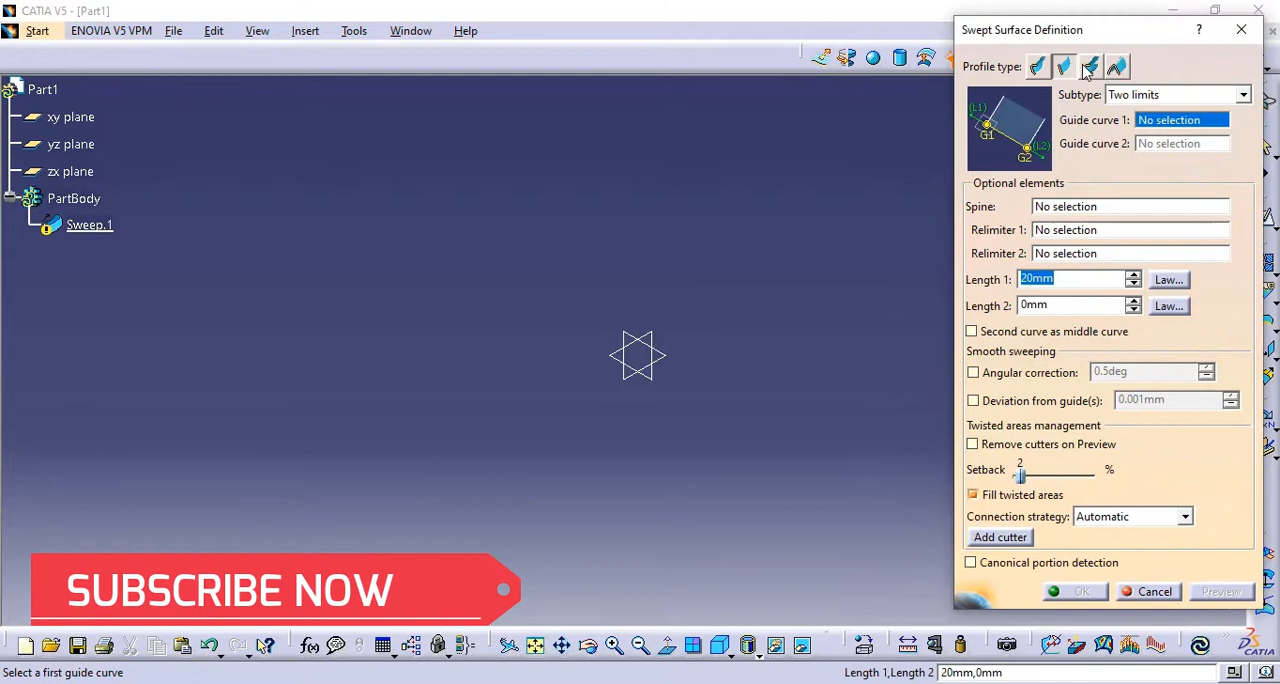 CATIA V5 - [Part1]
Start ENOVIA V5 VPM File Edit View Insert Tools Window Help
Part1
xy plane
yz plane
zx plane
PartBody
Sweep.1
Swept Surface Definition ?
Profile type:
Subtype: Two limits
Guide curve 1: No selection
Guide curve 2: No selection
(L1)
G1
(L2)
G2
Optional elements
Spine: No selection
Relimiter 1: No selection
Relimiter 2: No selection
Length 1: 20mm Law...
Length 2: 0mm Law...
Second curve as middle curve
Smooth sweeping
Angular correction: 0.5deg
Deviation from guide(s): 0.001mm
Twisted areas management
Remove cutters on Preview
Setback 2 %
Fill twisted areas
Connection strategy: Automatic
Add cutter
Canonical portion detection
OK Cancel Preview
SUBSCRIBE NOW
f(x)
CATIA
Select a first guide curve
Length 1,Length 2 20mm,0mm